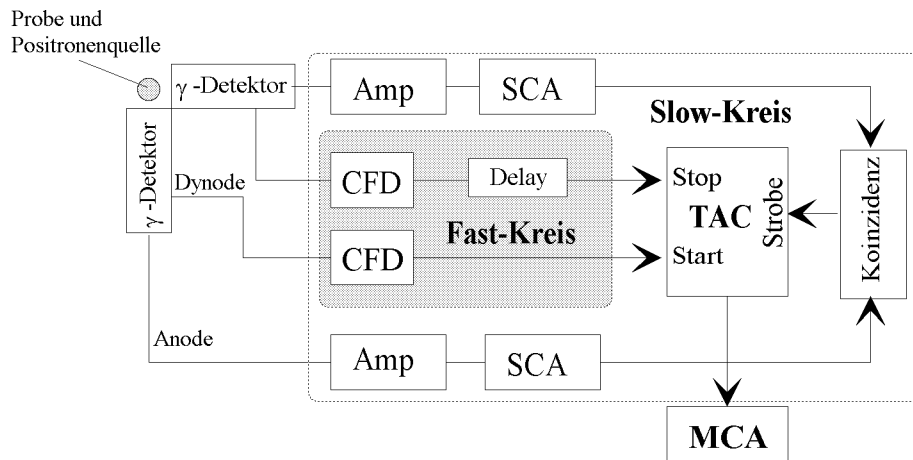 Probe und
Positronenquelle
γ -Detektor
Amp
SCA
Slow-Kreis
γ -Detektor
Dynode
CFD
Delay
Stop
TAC
Strobe
Koinzidenz
Fast-Kreis
CFD
Start
Anode
Amp
SCA
MCA